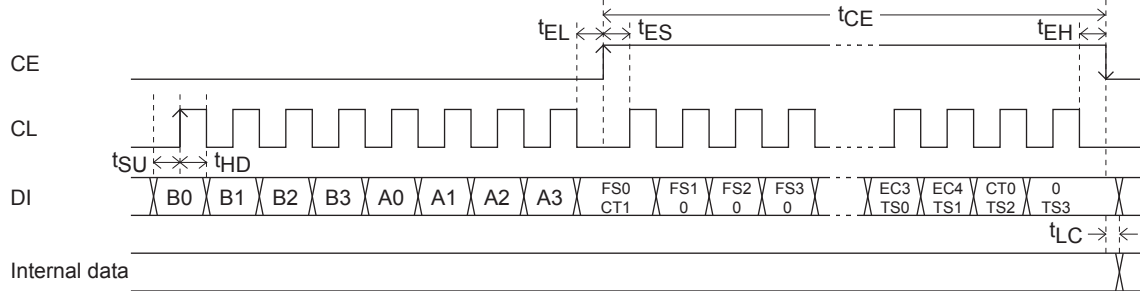 tCE
tEL tES tEH
CE
CL
tSU tHD
DI B0 B1 B2 B3 A0 A1 A2 A3 FS0 FS1 FS2 FS3 EC3 EC4 CT0 0
CT1 0 0 0 TS0 TS1 TS2 TS3
tLC
Internal data